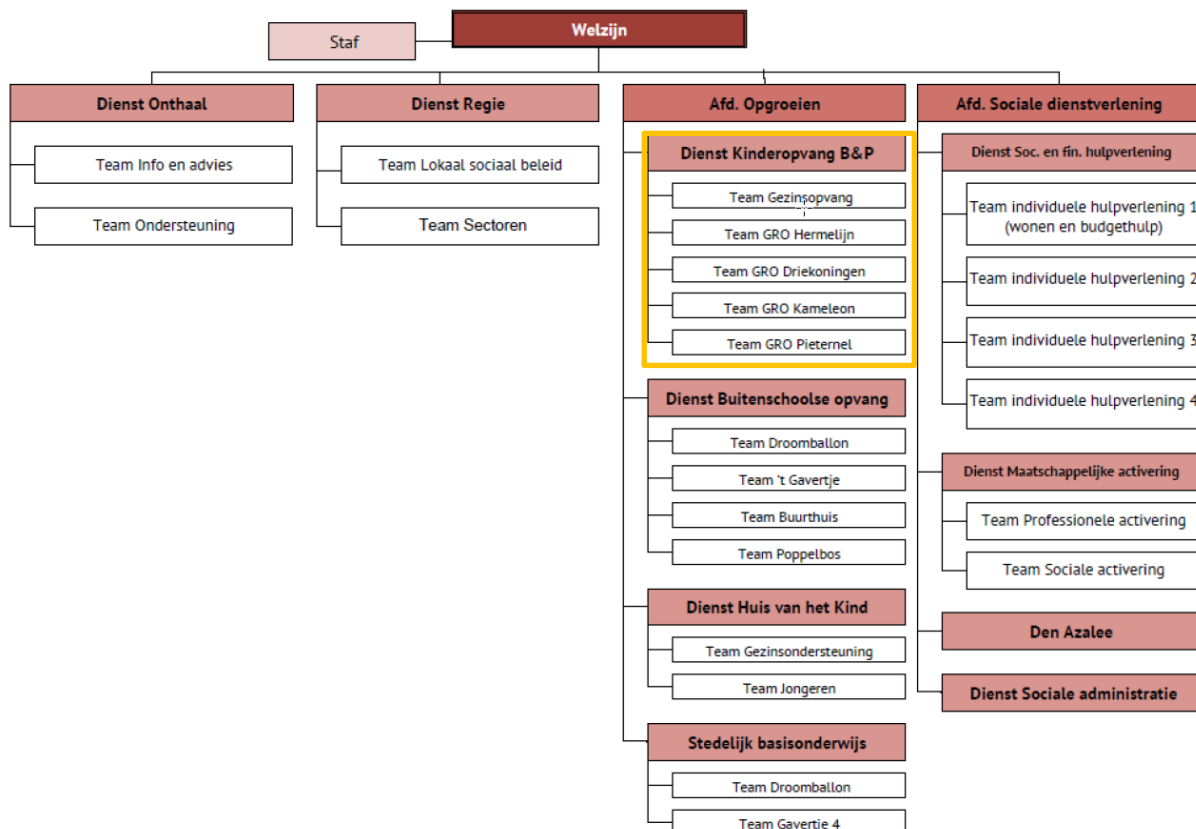 Welzijn
Staf
Dienst Onthaal
Team Info en advies
Team Ondersteuning
Dienst Regie
Team Lokaal sociaal beleid
Team Sectoren
Afd. Opgroeien
Dienst Kinderopvang B&P
Team Gezinsopvang
Team GRO Hermelijn
Team GRO Driekoningen
Team GRO Kameleon
Team GRO Pieternel
Dienst Buitenschoolse opvang
Team Droomballon
Team 't Gavertje
Team Buurthuis
Team Poppelbos
Dienst Huis van het Kind
Team Gezinsondersteuning
Team Jongeren
Stedelijk basisonderwijs
Team Droomballon
Team Gavertje 4
Afd. Sociale dienstverlening
Dienst Soc. en fin. hulpverlening
Team individuele hulpverlening 1
(wonen en budgethulp)
Team individuele hulpverlening 2
Team individuele hulpverlening 3
Team individuele hulpverlening 4
Dienst Maatschappelijke activering
Team Professionele activering
Team Sociale activering
Den Azalee
Dienst Sociale administratie